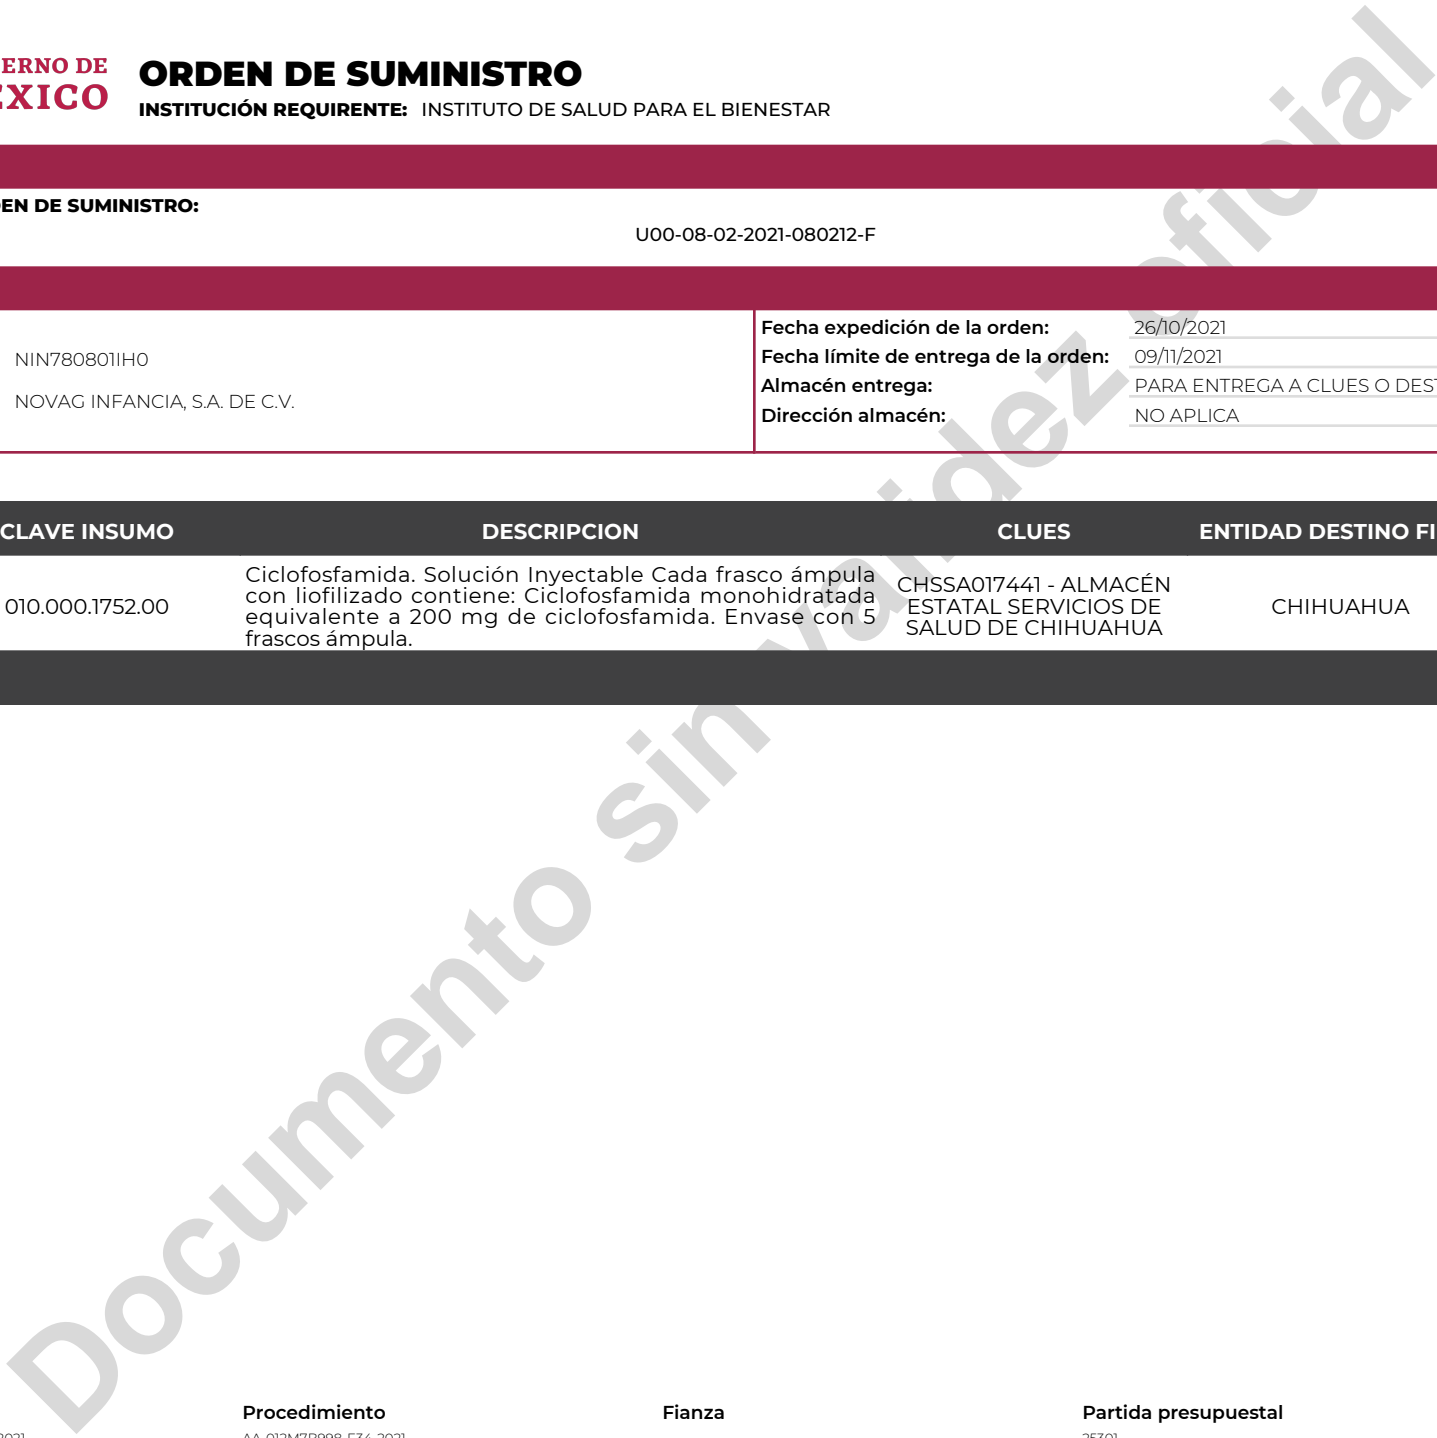 ERNO DE
EXICO
ORDEN DE SUMINISTRO
INSTITUCIÓN REQUIRENTE: INSTITUTO DE SALUD PARA EL BIENESTAR
EN DE SUMINISTRO:
U00-08-02-2021-080212-F
NIN780801IH0
NOVAG INFANCIA, S.A. DE C.V.
Fecha expedición de la orden: 26/10/2021
Fecha límite de entrega de la orden: 09/11/2021
Almacén entrega: PARA ENTREGA A CLUES O DEST
Dirección almacén: NO APLICA
CLAVE INSUMO DESCRIPCION CLUES ENTIDAD DESTINO FI
010.000.1752.00
Ciclofosfamida. Solución Inyectable Cada frasco ámpula
con liofilizado contiene: Ciclofosfamida monohidratada
equivalente a 200 mg de ciclofosfamida. Envase con 5
frascos ámpula.
CHSSA017441 - ALMACÉN
ESTATAL SERVICIOS DE
SALUD DE CHIHUAHUA
CHIHUAHUA
Documento sin validez oficial
Procedimiento Fianza Partida presupuestal